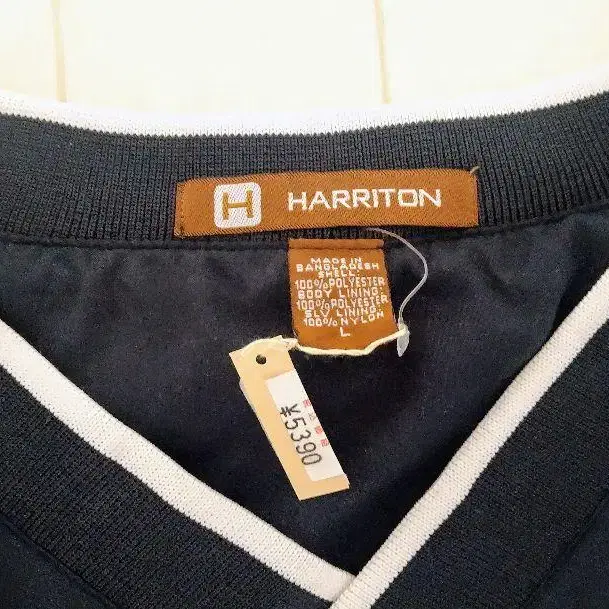 H HARRITON
MADE IN
BANGLADESH
SHELL:
100%POLYESTER
BODY LINING:
100%POLYESTER
SLV LINING:
100% NYLON
L
¥5390